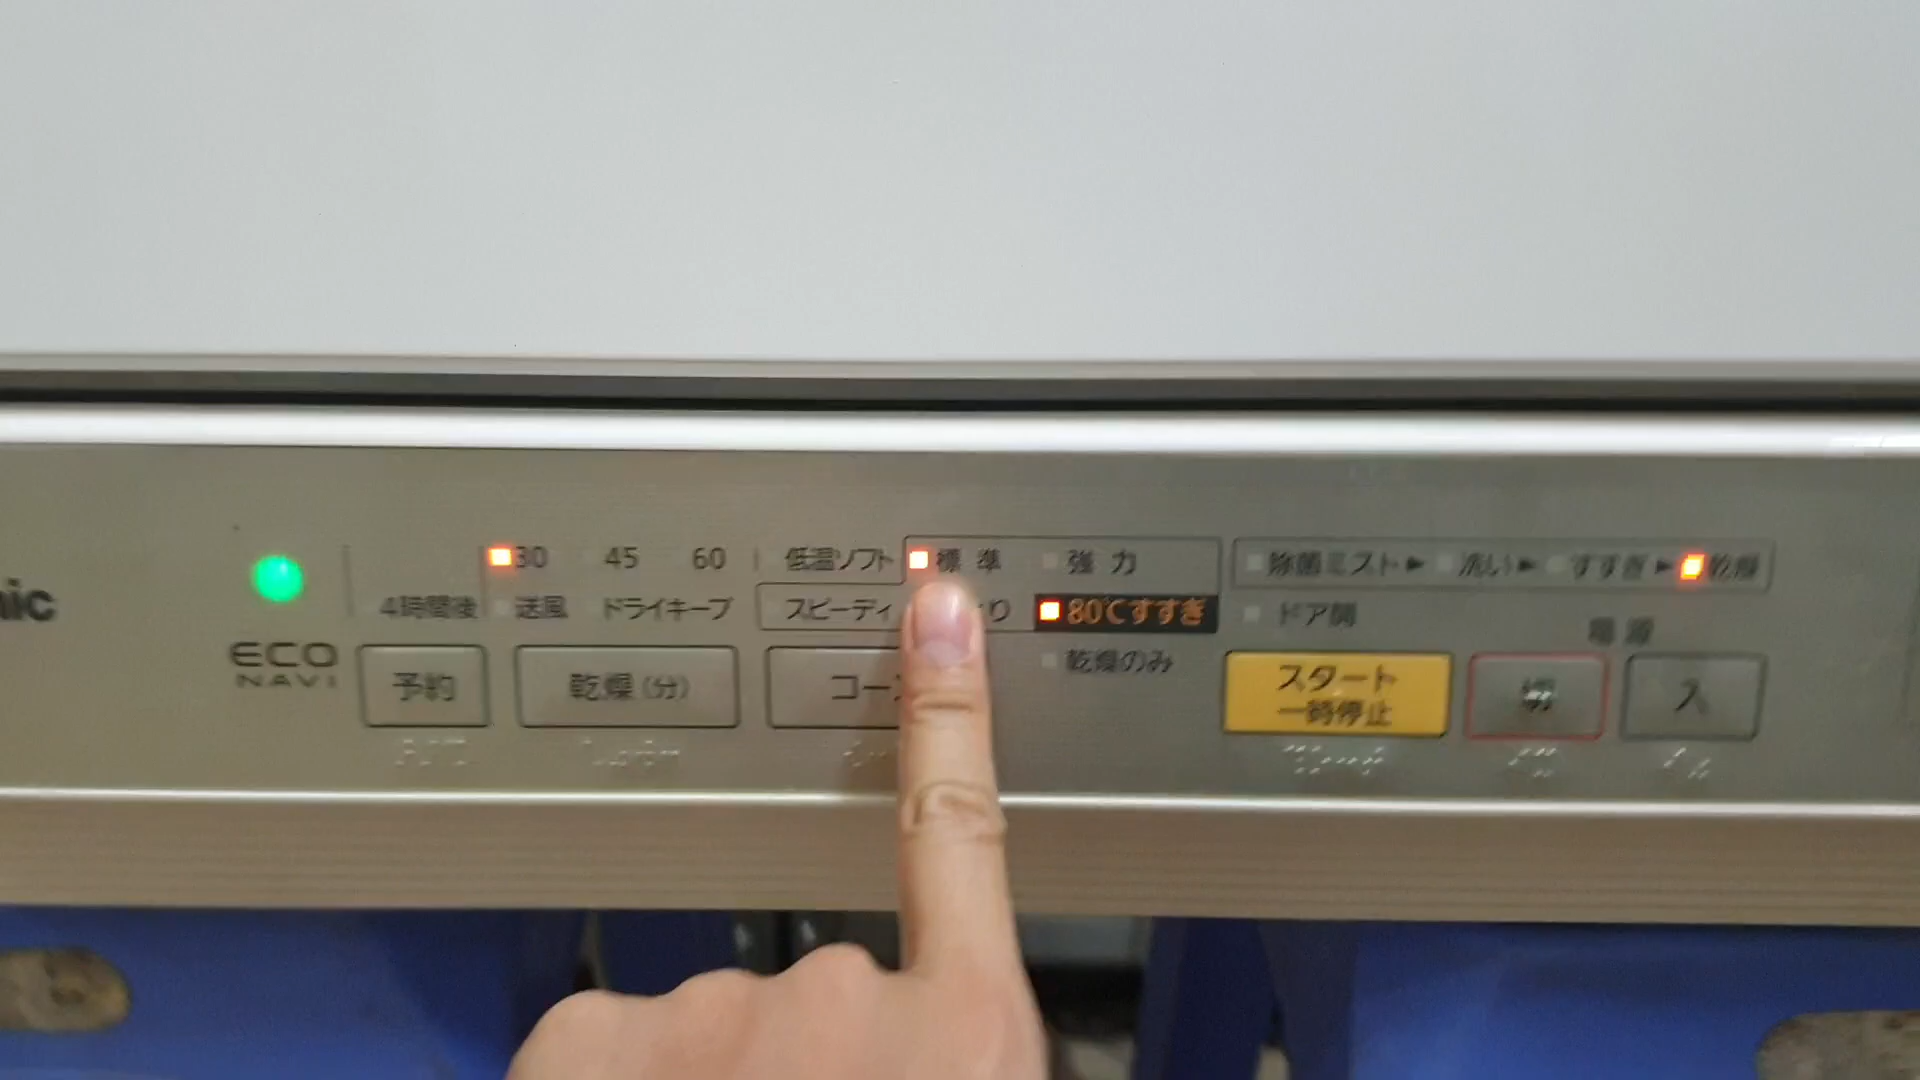 nic
30 45 60 低温ソフト 標準 強力 除菌ミスト▶ 洗い▶ すすぎ▶ 乾燥
4時間後 送風 ドライキープ スピーディ り 80℃すすぎ ドア開
電源
ECO
NAVI
予約 乾燥(分) コー 乾燥のみ
スタート
一時停止
切 入